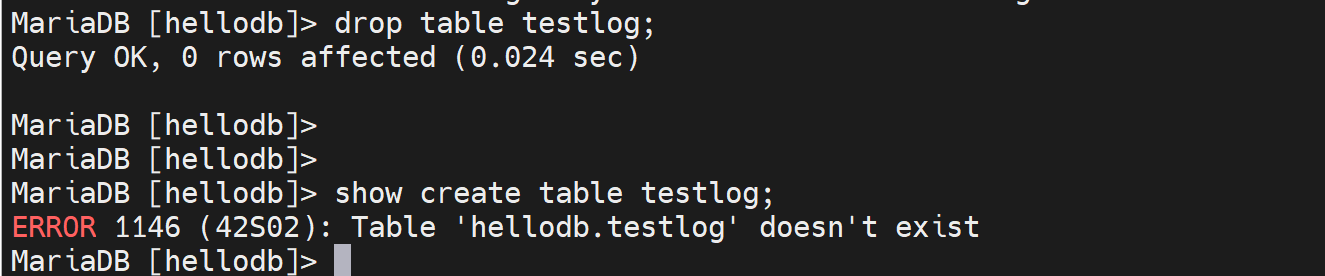 MariaDB [hellodb]> drop table testlog;
Query OK, 0 rows affected (0.024 sec)
MariaDB [hellodb]>
MariaDB [hellodb]>
MariaDB [hellodb]> show create table testlog;
ERROR 1146 (42S02): Table 'hellodb.testlog' doesn't exist
MariaDB [hellodb]>